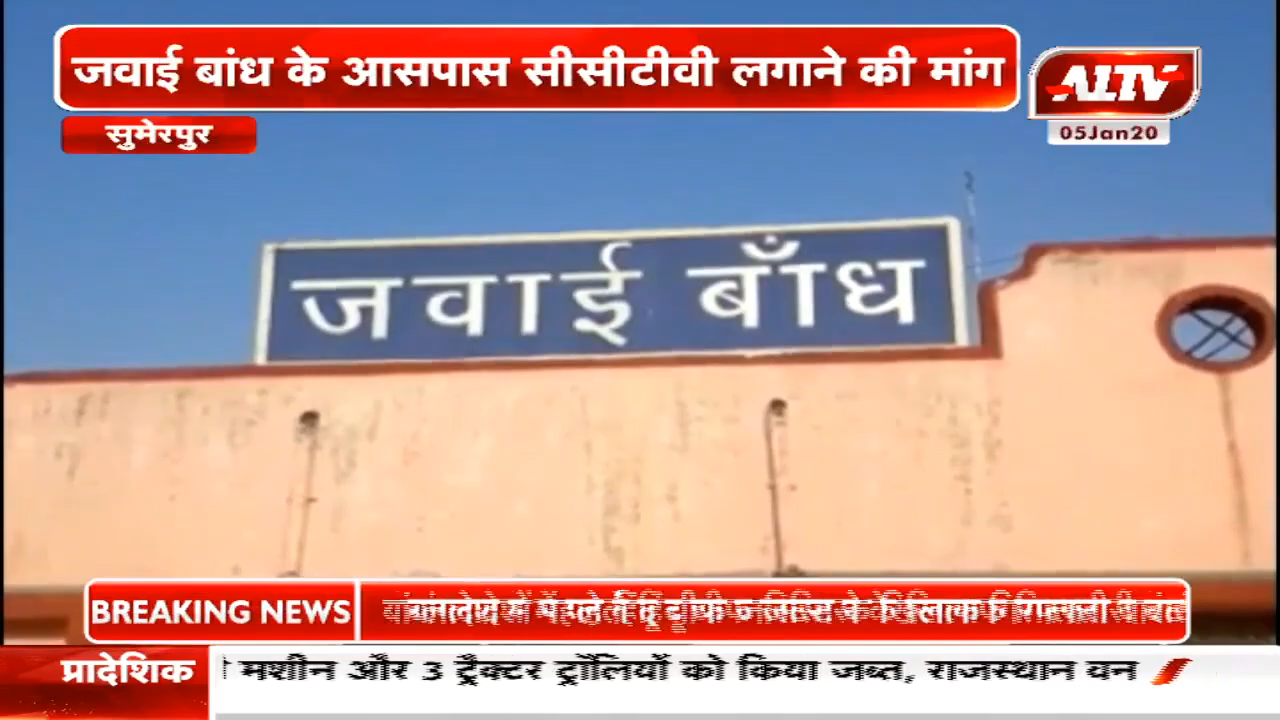 जवाई बांध के आसपास सीसीटीवी लगाने की मांग
ALTV
सुमेरपुर
05Jan20
जवाई बाँध
BREAKING NEWS
प्रादेशिक
मशीन और 3 ट्रैक्टर ट्रॉलियों को किया जब्त, राजस्थान वन